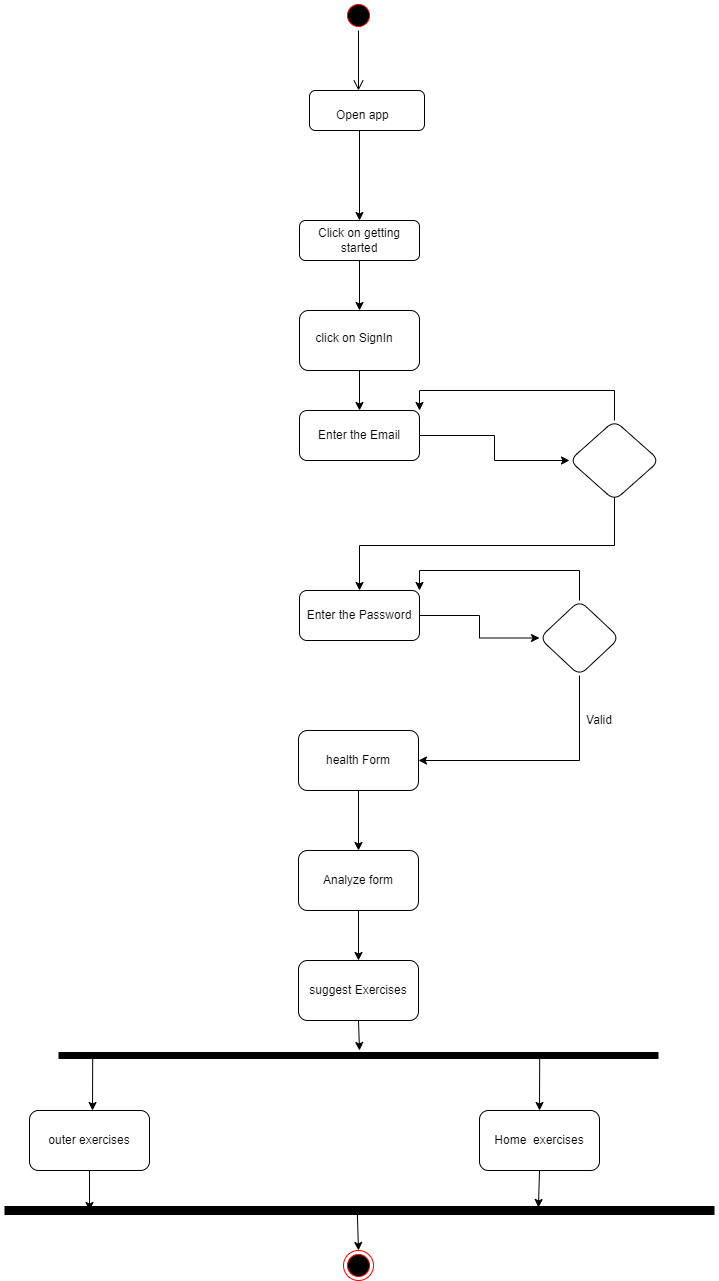 Open app
Click on getting
started
click on SignIn
Enter the Email
Enter the Password
Valid
health Form
Analyze form
suggest Exercises
outer exercises
Home  exercises